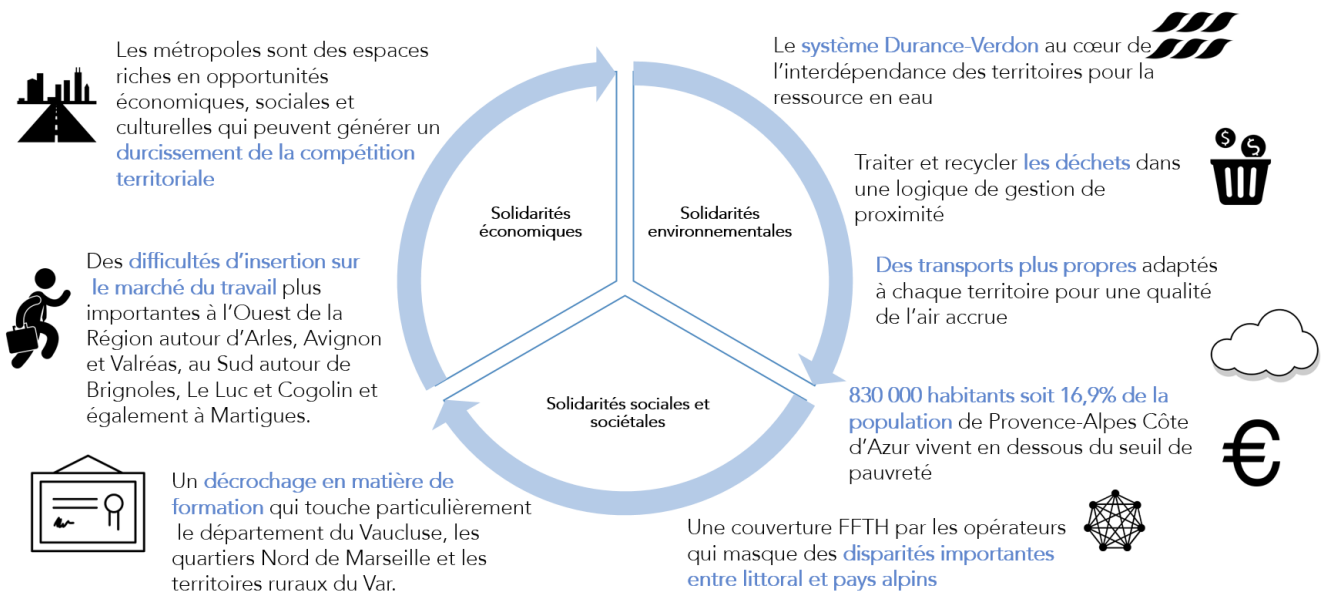 Les métropoles sont des espaces
riches en opportunités
économiques, sociales et
culturelles qui peuvent générer un
durcissement de la compétition
territoriale
Des difficultés d’insertion sur
le marché du travail plus
importantes à l’Ouest de la
Région autour d’Arles, Avignon
et Valréas, au Sud autour de
Brignoles, Le Luc et Cogolin et
également à Martigues.
Un décrochage en matière de
formation qui touche particulièrement
le département du Vaucluse, les
quartiers Nord de Marseille et les
territoires ruraux du Var.
Solidarités
économiques
Solidarités
environnementales
Solidarités sociales et
sociétales
Le système Durance-Verdon au cœur de
l’interdépendance des territoires pour la
ressource en eau
$ $
Traiter et recycler les déchets dans
une logique de gestion de
proximité
Des transports plus propres adaptés
à chaque territoire pour une qualité
de l’air accrue
830 000 habitants soit 16,9% de la
population de Provence-Alpes Côte
d’Azur vivent en dessous du seuil de
pauvreté
€
Une couverture FFTH par les opérateurs
qui masque des disparités importantes
entre littoral et pays alpins